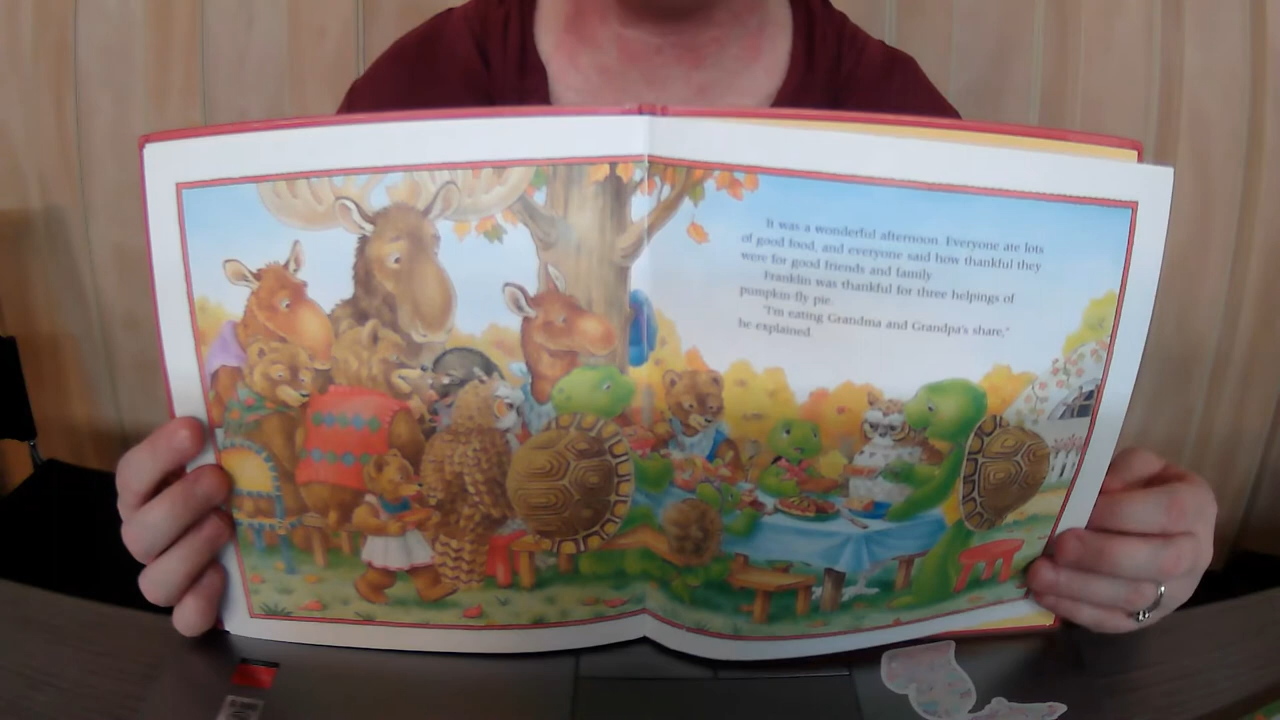 It was a wonderful afternoon. Everyone ate lots
of good food, and everyone said how thankful they
were for good friends and family.
Franklin was thankful for three helpings of
pumpkin-fly pie.
"I'm eating Grandma and Grandpa's share,"
he explained.